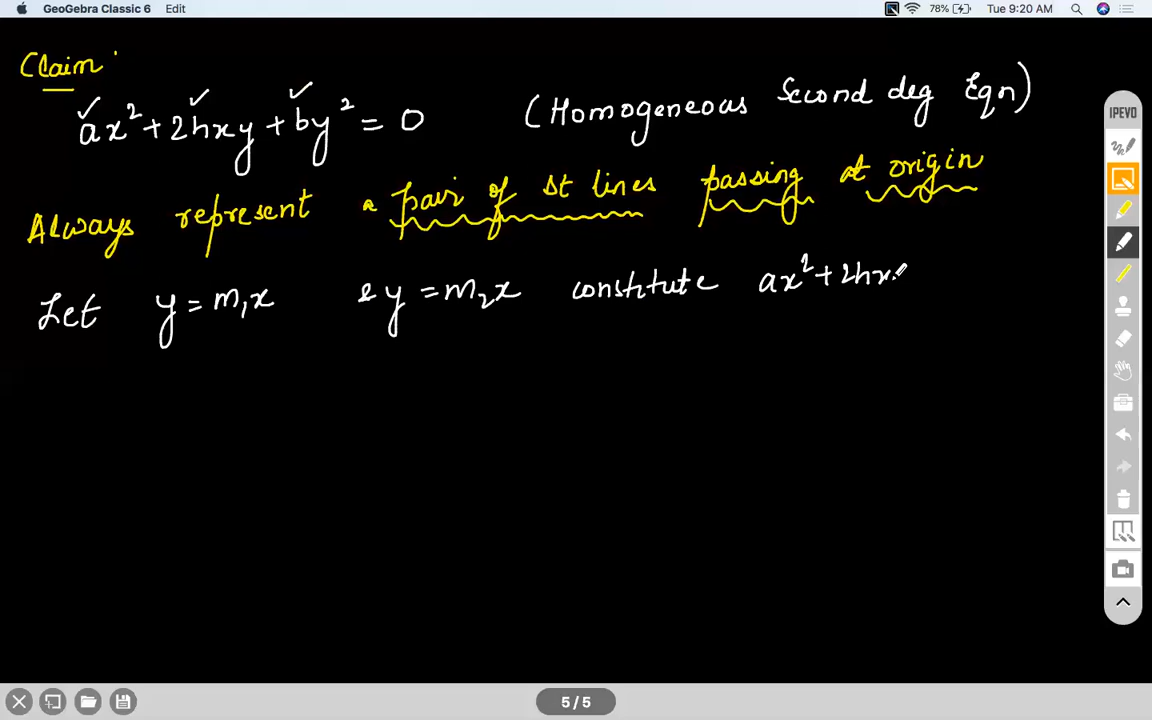 GeoGebra Classic 6 Edit 78% Tue 9:20 AM
Claim:
ax²+2hxy+by²=0 (Homogeneous Second deg Eqn)
Always represent a pair of st lines passing at origin
Let y=m₁x & y=m₂x constitute ax²+2hx
IPEVO
5/5